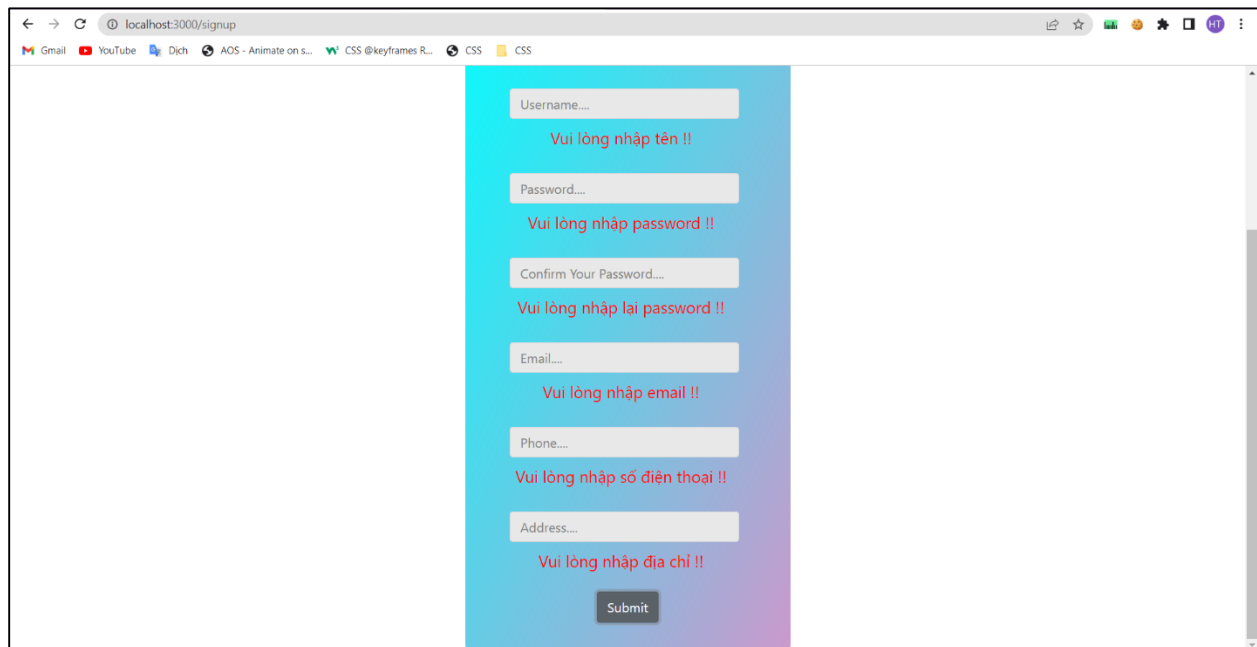 localhost:3000/signup
HT
Gmail YouTube Dịch AOS - Animate on s... CSS @keyframes R... CSS CSS
Username....
Vui lòng nhập tên !!
Password....
Vui lòng nhập password !!
Confirm Your Password....
Vui lòng nhập lại password !!
Email....
Vui lòng nhập email !!
Phone....
Vui lòng nhập số điện thoại !!
Address....
Vui lòng nhập địa chỉ !!
Submit